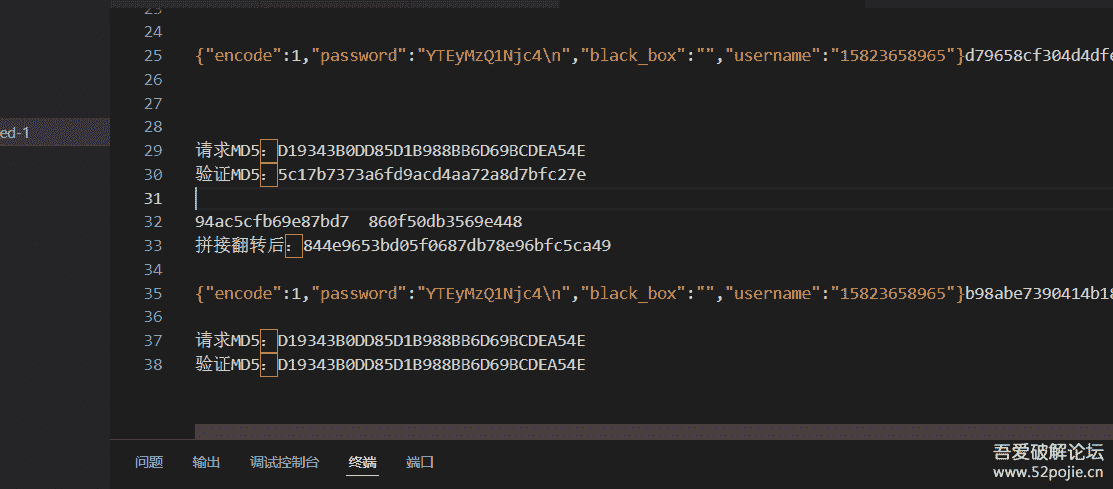 23
24
25 {"encode":1,"password":"YTEyMzQ1Njc4\n","black_box":"","username":"15823658965"}d79658cf304d4dfe
26
ed-1
27
28
29 请求MD5：D19343B0DD85D1B988BB6D69BCDEA54E
30 验证MD5：5c17b7373a6fd9acd4aa72a8d7bfc27e
31
32 94ac5cfb69e87bd7 860f50db3569e448
33 拼接翻转后：844e9653bd05f0687db78e96bfc5ca49
34
35 {"encode":1,"password":"YTEyMzQ1Njc4\n","black_box":"","username":"15823658965"}b98abe7390414b18
36
37 请求MD5：D19343B0DD85D1B988BB6D69BCDEA54E
38 验证MD5：D19343B0DD85D1B988BB6D69BCDEA54E
问题 输出 调试控制台 终端 端口
吾爱破解论坛
www.52pojie.cn